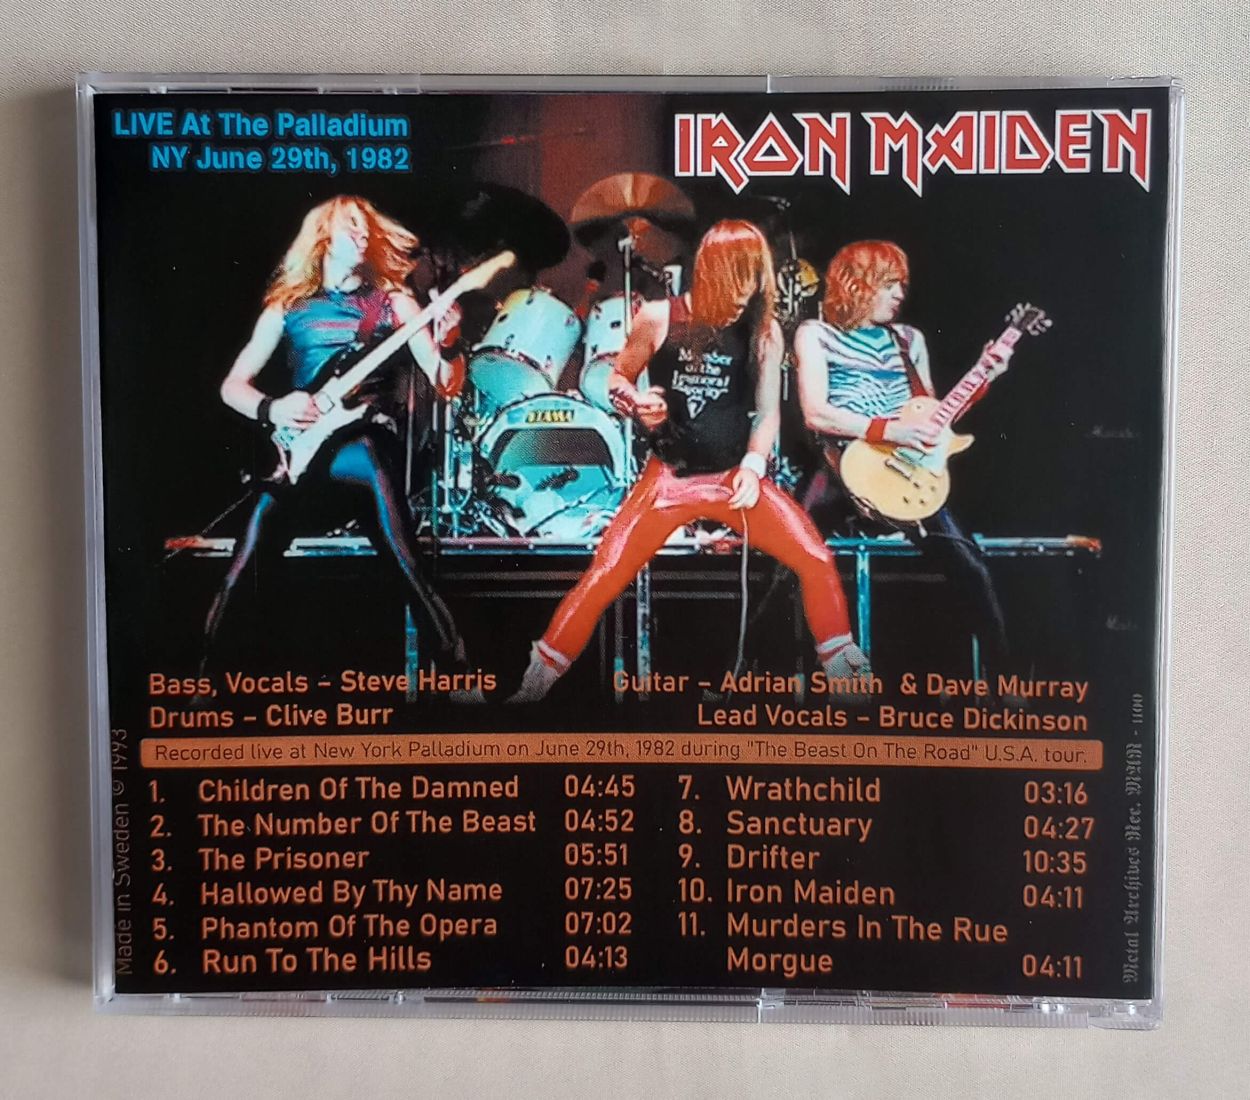 LIVE At The Palladium
NY June 29th, 1982
IRON MAIDEN
TAMA
Bass, Vocals – Steve Harris
Drums – Clive Burr
Guitar – Adrian Smith & Dave Murray
Lead Vocals – Bruce Dickinson
Recorded live at New York Palladium on June 29th, 1982 during "The Beast On The Road" U.S.A. tour.
1. Children Of The Damned 04:45
2. The Number Of The Beast 04:52
3. The Prisoner 05:51
4. Hallowed By Thy Name 07:25
5. Phantom Of The Opera 07:02
6. Run To The Hills 04:13
7. Wrathchild 03:16
8. Sanctuary 04:27
9. Drifter 10:35
10. Iron Maiden 04:11
11. Murders In The Rue
Morgue 04:11
Made in Sweden © 1993
Metal Archives Rec. MAR - 1100